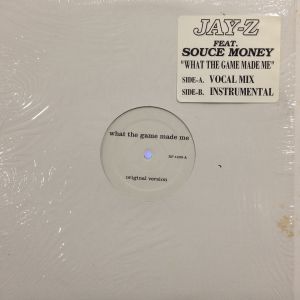 JAY-Z
FEAT.
SOUCE MONEY
"WHAT THE GAME MADE ME"
SIDE-A. VOCAL MIX
SIDE-B. INSTRUMENTAL
what the game made me
original version